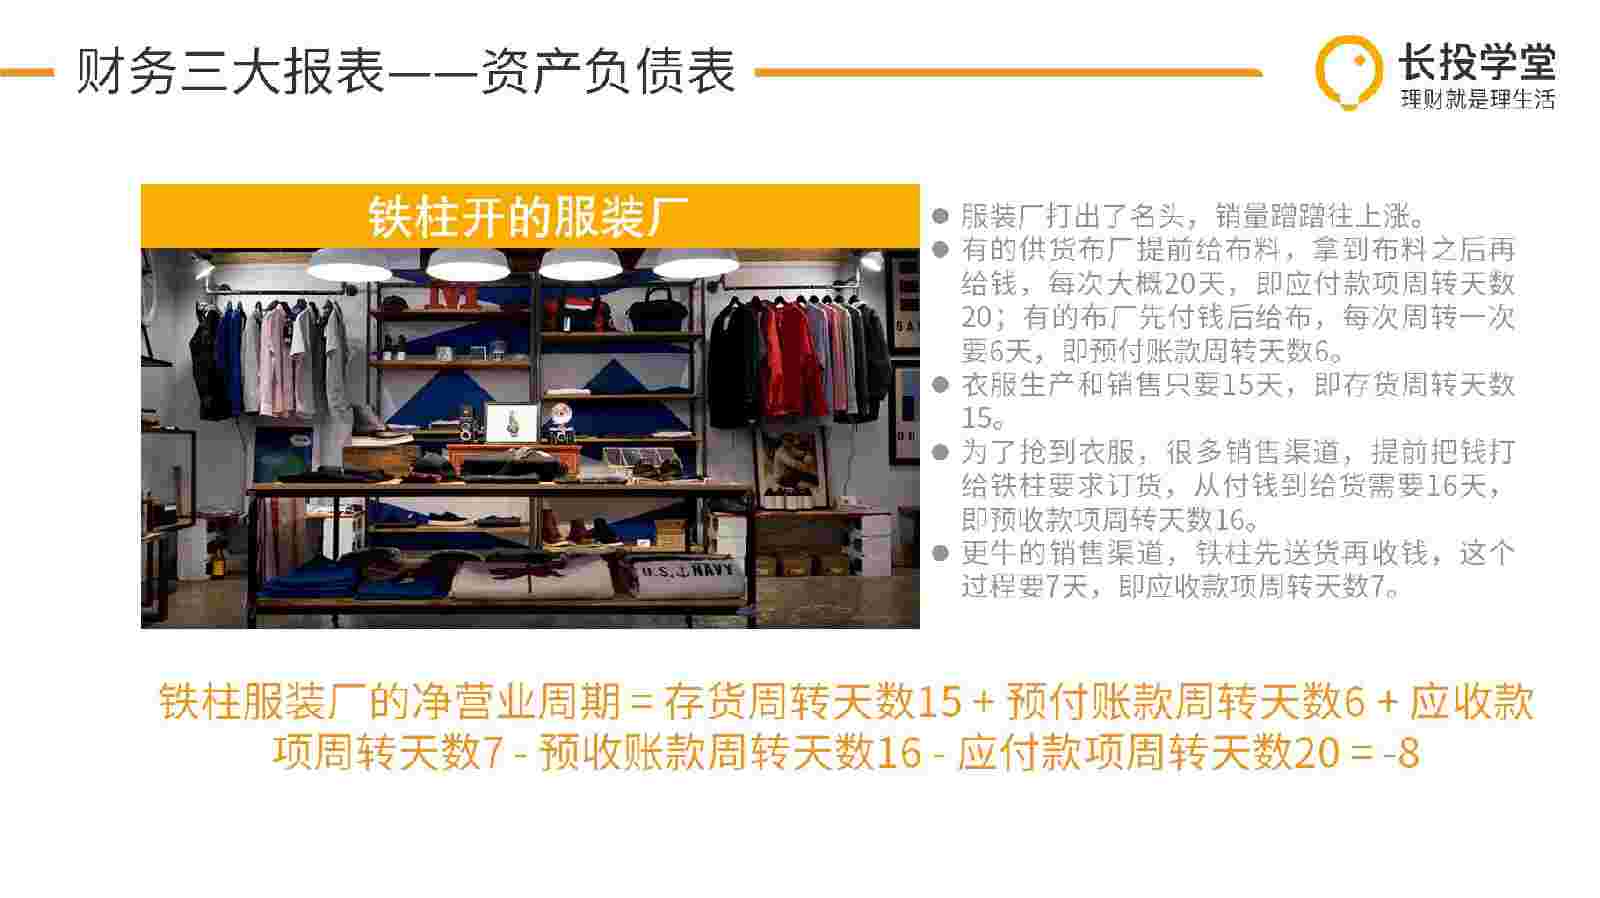 财务三大报表——资产负债表
长投学堂
理财就是理生活
铁柱开的服装厂
服装厂打出了名头，销量蹭蹭往上涨。
有的供货布厂提前给布料，拿到布料之后再
给钱，每次大概20天，即应付款项周转天数
20；有的布厂先付钱后给布，每次周转一次
要6天，即预付账款周转天数6。
衣服生产和销售只要15天，即存货周转天数
15。
为了抢到衣服，很多销售渠道，提前把钱打
给铁柱要求订货，从付钱到给货需要16天，
即预收款项周转天数16。
更牛的销售渠道，铁柱先送货再收钱，这个
过程要7天，即应收款项周转天数7。
U.S. NAVY
铁柱服装厂的净营业周期 = 存货周转天数15 + 预付账款周转天数6 + 应收款
项周转天数7 - 预收账款周转天数16 - 应付款项周转天数20 = -8